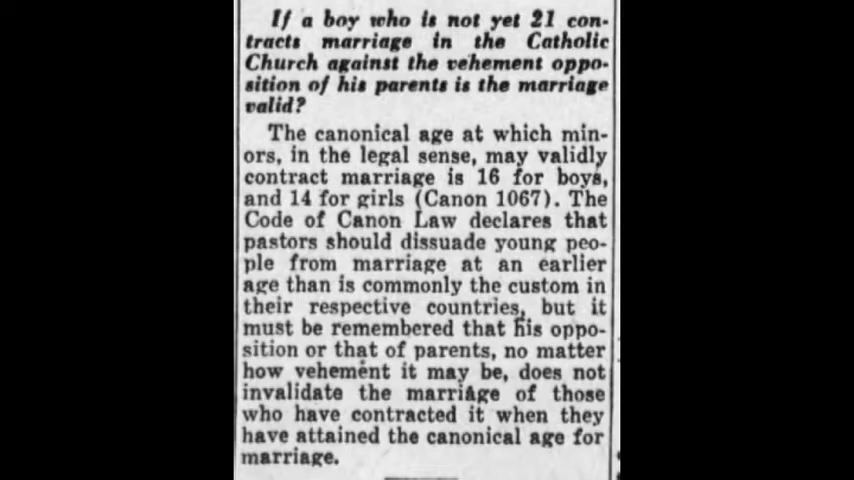 If a boy who is not yet 21 con-
tracts marriage in the Catholic
Church against the vehement oppo-
sition of his parents is the marriage
valid?
The canonical age at which min-
ors, in the legal sense, may validly
contract marriage is 16 for boys,
and 14 for girls (Canon 1067). The
Code of Canon Law declares that
pastors should dissuade young peo-
ple from marriage at an earlier
age than is commonly the custom in
their respective countries, but it
must be remembered that his oppo-
sition or that of parents, no matter
how vehement it may be, does not
invalidate the marriage of those
who have contracted it when they
have attained the canonical age for
marriage.